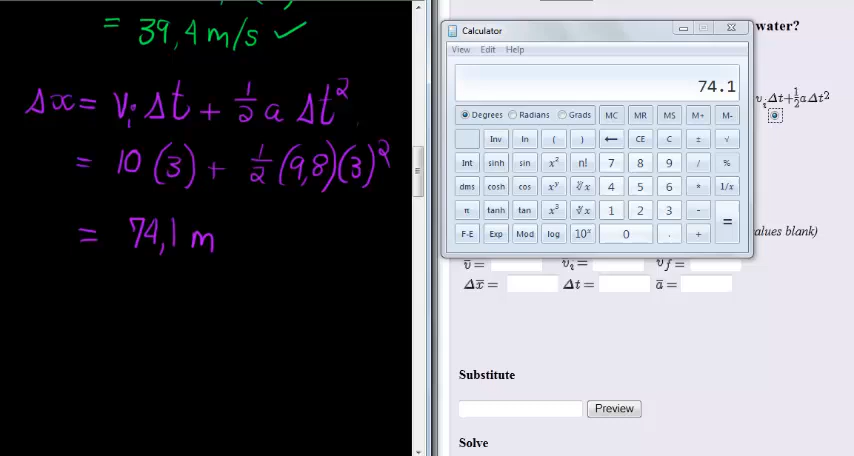 = 39,4 m/s ✓
Δx = vᵢ Δt + ½ a Δt²
= 10 (3) + ½ (9,8)(3)²
= 74,1 m
Calculator
View Edit Help
74.1
Degrees Radians Grads MC MR MS M+ M-
Inv ln ( ) ← CE C ± √
Int sinh sin x² n! 7 8 9 / %
dms cosh cos xʸ ʸ√x 4 5 6 * 1/x
π tanh tan x³ ³√x 1 2 3 - =
F-E Exp Mod log 10ˣ 0 . +
water?
vᵢΔt+½aΔt²
alues blank)
v̅ = vᵢ = vf =
Δx̅ = Δt = a̅ =
Substitute
Preview
Solve